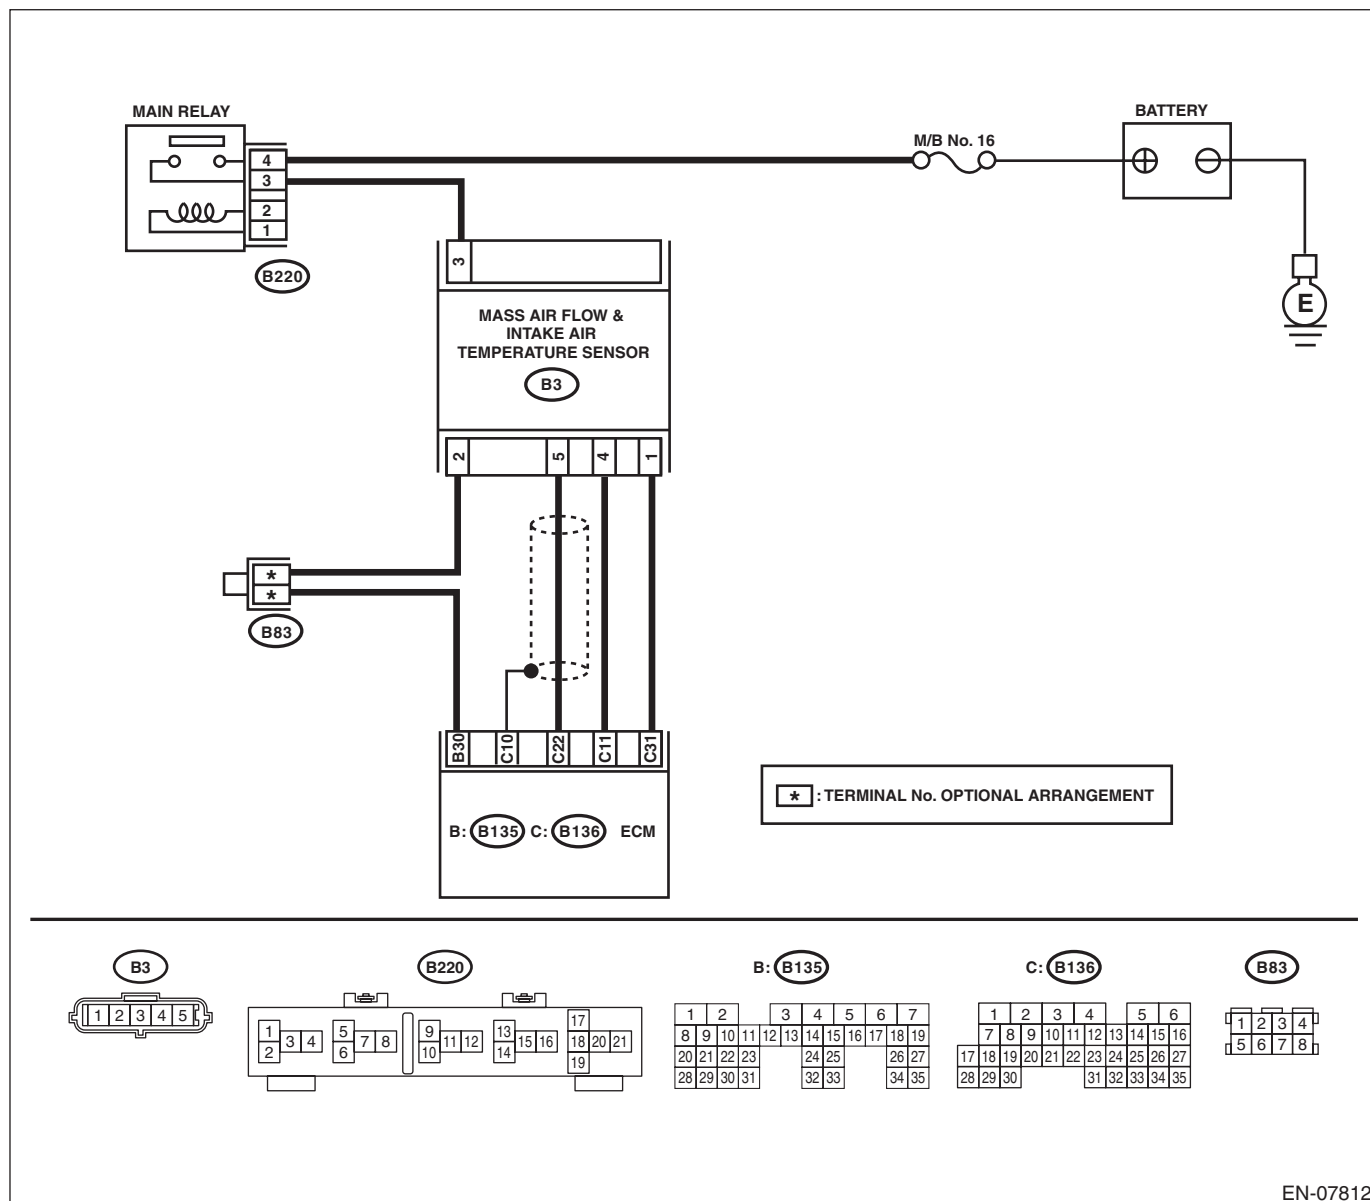 MAIN RELAY
BATTERY
M/B No. 16
4
3
2
1
B220
E
3
MASS AIR FLOW &
INTAKE AIR
TEMPERATURE SENSOR
B3
2 5 4 1
*
*
B83
B30 C10 C22 C11 C31
B: B135 C: B136 ECM
* : TERMINAL No. OPTIONAL ARRANGEMENT
B3
1 2 3 4 5
B220
1 5 9 13 17
3 4 7 8 11 12 15 16 18 20 21
2 6 10 14 19
B: B135
1 2 3 4 5 6 7
8 9 10 11 12 13 14 15 16 17 18 19
20 21 22 23 24 25 26 27
28 29 30 31 32 33 34 35
C: B136
1 2 3 4 5 6
7 8 9 10 11 12 13 14 15 16
17 18 19 20 21 22 23 24 25 26 27
28 29 30 31 32 33 34 35
B83
1 2 3 4
5 6 7 8
EN-07812